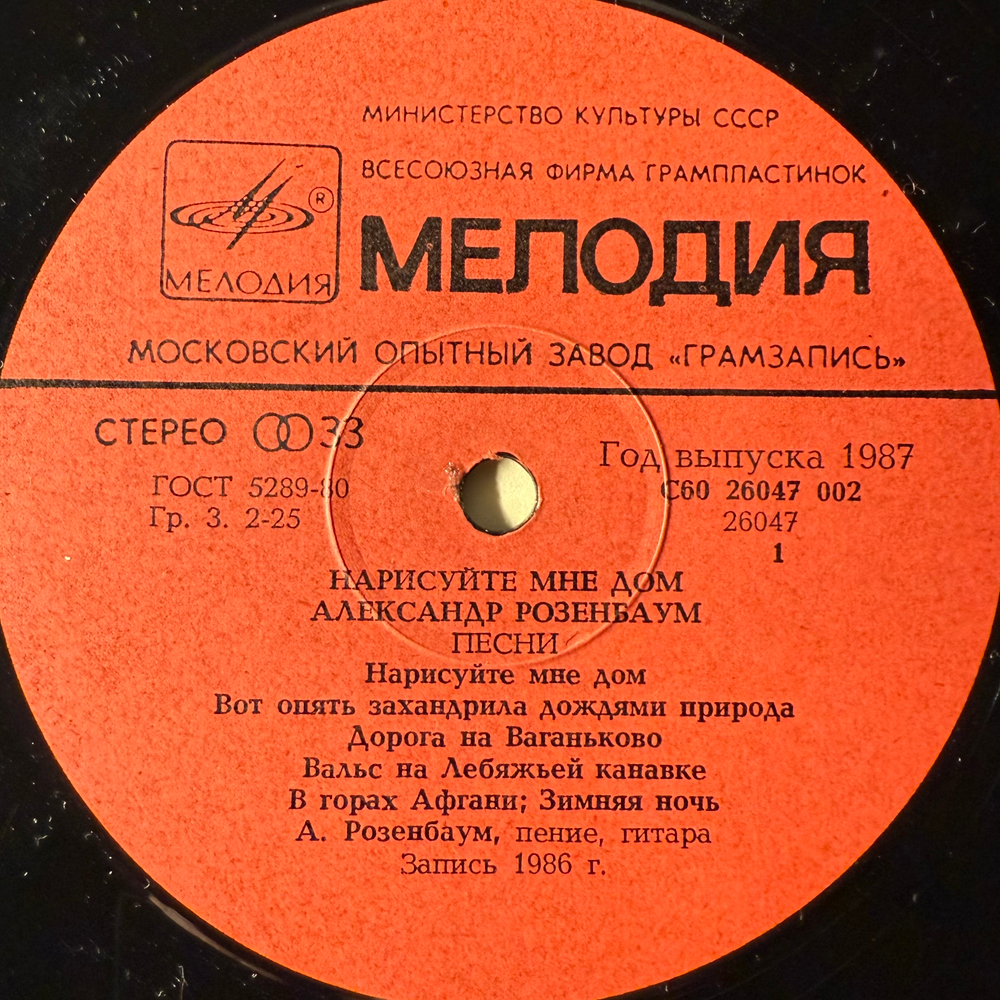 МИНИСТЕРСТВО КУЛЬТУРЫ СССР
ВСЕСОЮЗНАЯ ФИРМА ГРАМПЛАСТИНОК
®
МЕЛОДИЯ
МЕЛОДИЯ
МОСКОВСКИЙ ОПЫТНЫЙ ЗАВОД «ГРАМЗАПИСЬ»
СТЕРЕО 33
Год выпуска 1987
ГОСТ 5289-80
С60 26047 002
Гр. 3. 2-25
26047
1
НАРИСУЙТЕ МНЕ ДОМ
АЛЕКСАНДР РОЗЕНБАУМ
ПЕСНИ
Нарисуйте мне дом
Вот опять захандрила дождями природа
Дорога на Ваганьково
Вальс на Лебяжьей канавке
В горах Афгани; Зимняя ночь
А. Розенбаум, пение, гитара
Запись 1986 г.